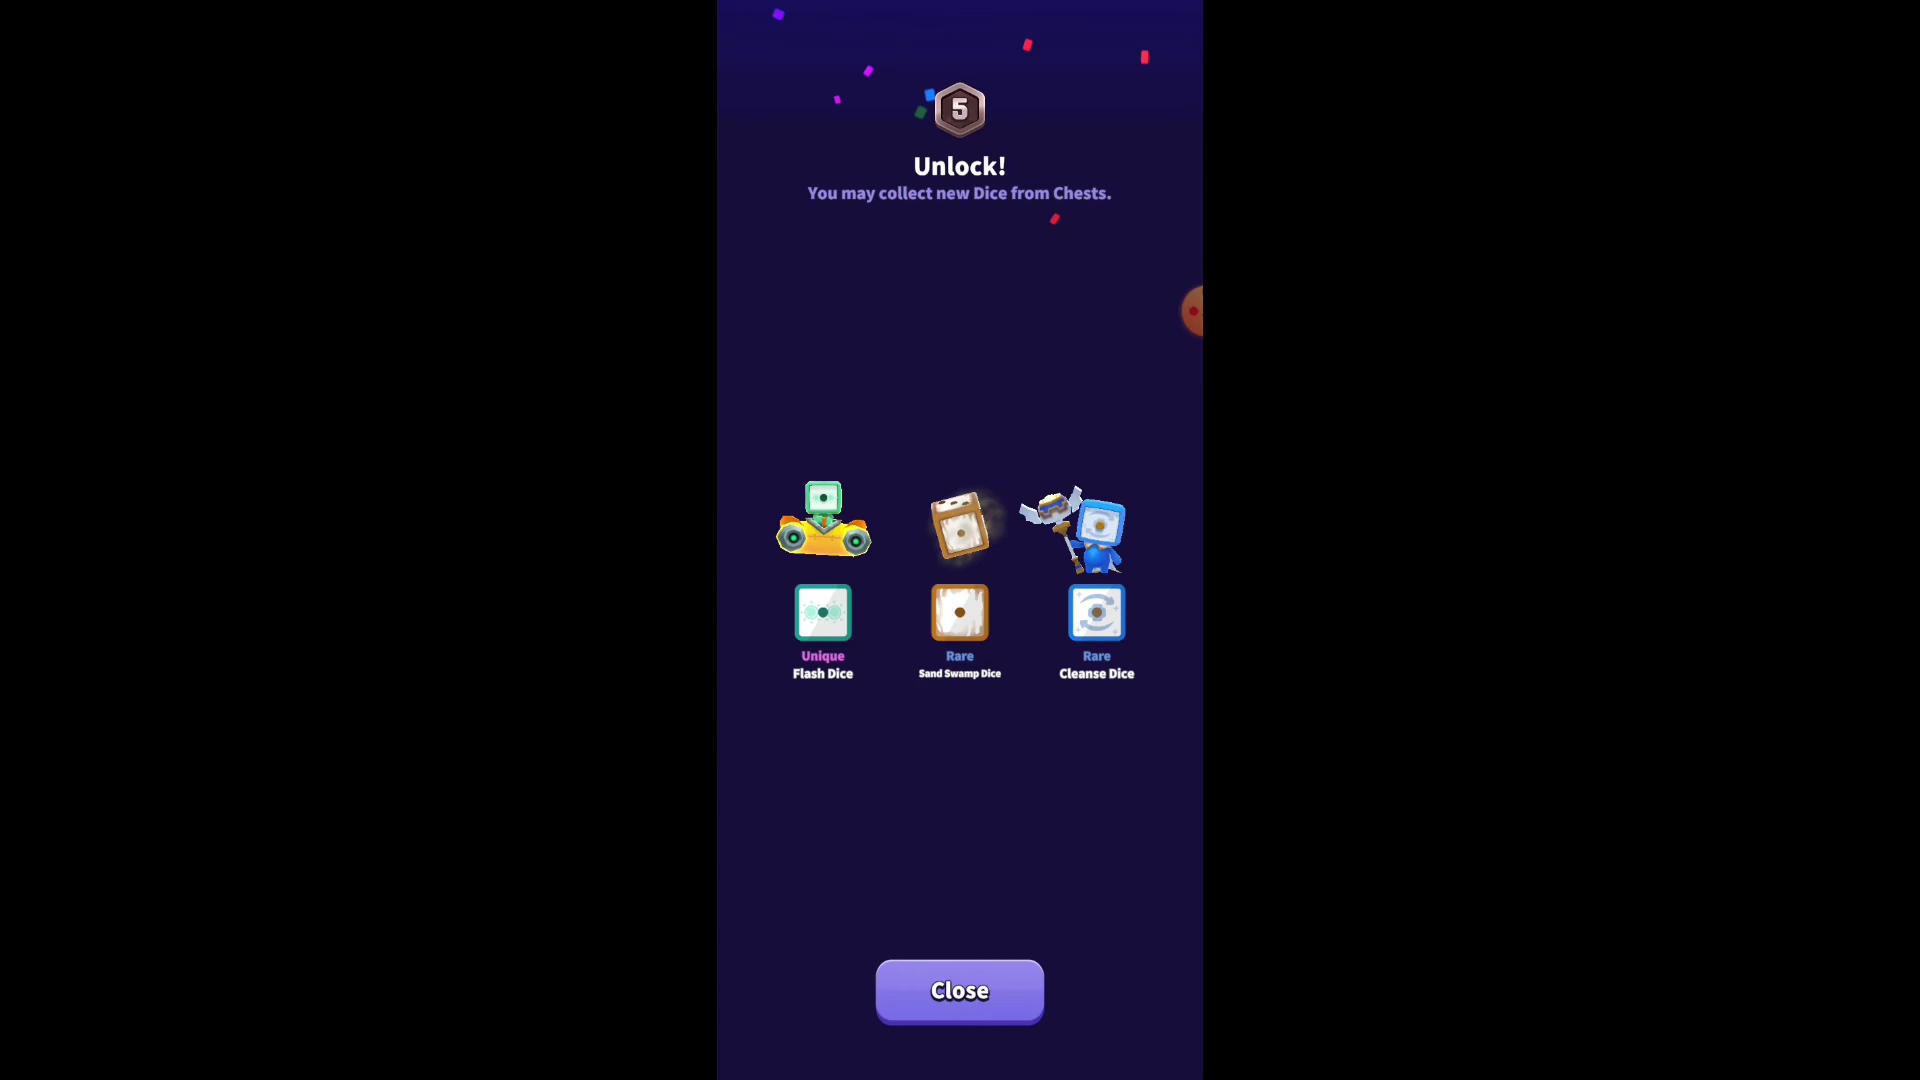 5
Unlock!
You may collect new Dice from Chests.
Unique
Flash Dice
Rare
Sand Swamp Dice
Rare
Cleanse Dice
Close